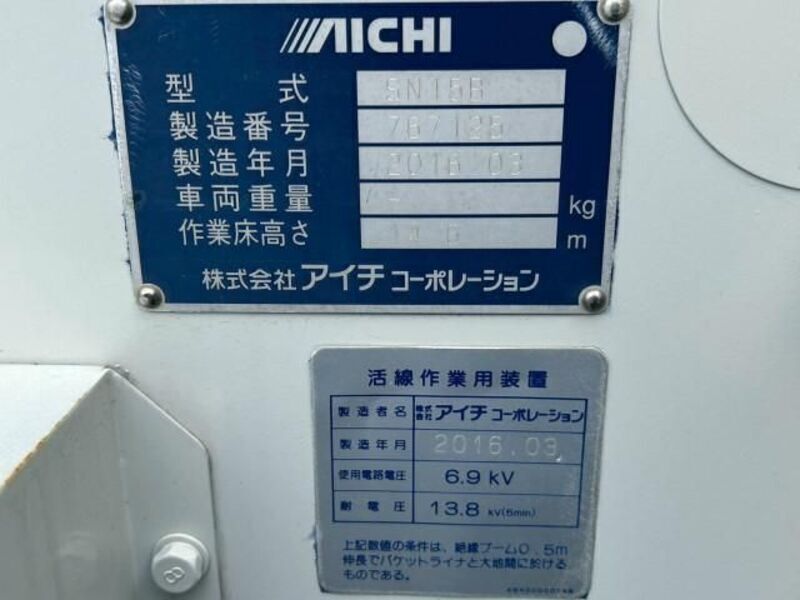 AICHI
型式 SN15B
製造番号 767125
製造年月 2016.03
車両重量 - kg
作業床高さ m
株式会社 アイチ コーポレーション
活線作業用装置
製造者名 株式会社 アイチ コーポレーション
製造年月 2016.03
使用電路電圧 6.9 kV
耐電圧 13.8 kV(5min)
上記数値の条件は、絶縁ブーム0.5m
伸長でバケットライナと大地間に於ける
ものである。
8